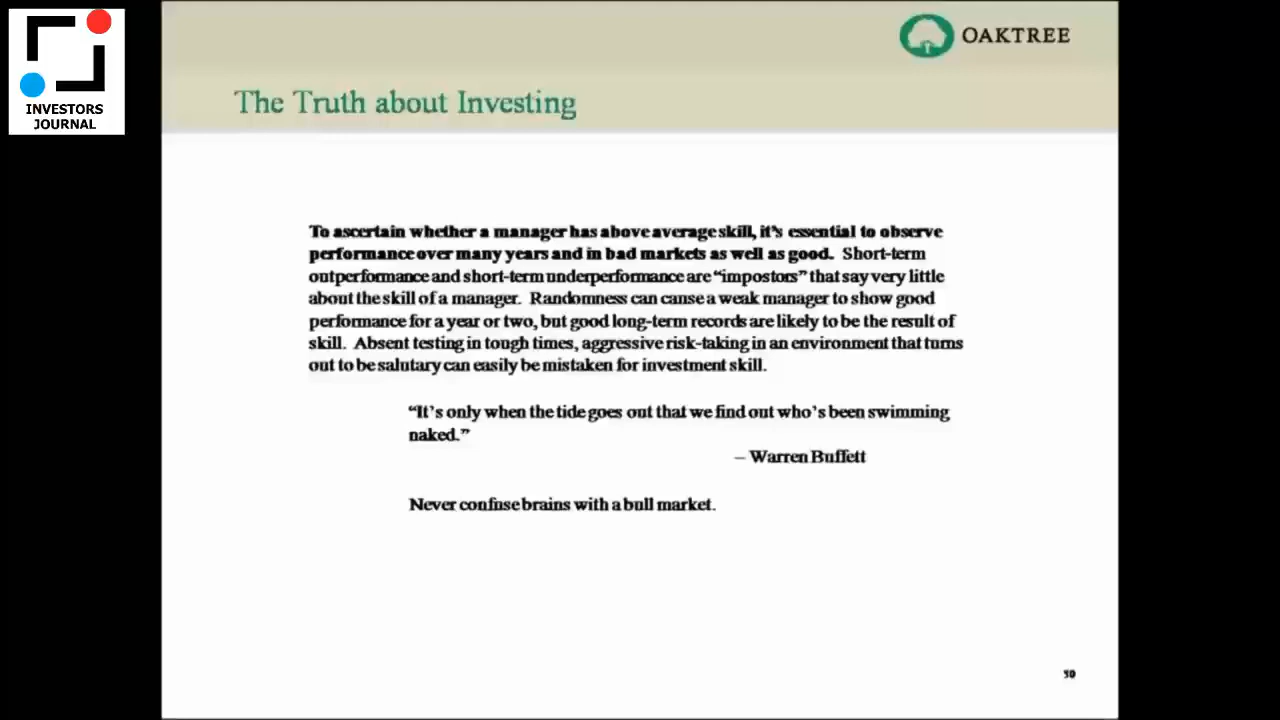 INVESTORS
JOURNAL
OAKTREE
The Truth about Investing
To ascertain whether a manager has above average skill, it's essential to observe
performance over many years and in bad markets as well as good. Short-term
outperformance and short-term underperformance are "impostors" that say very little
about the skill of a manager. Randomness can cause a weak manager to show good
performance for a year or two, but good long-term records are likely to be the result of
skill. Absent testing in tough times, aggressive risk-taking in an environment that turns
out to be salutary can easily be mistaken for investment skill.
"It's only when the tide goes out that we find out who's been swimming
naked."
– Warren Buffett
Never confuse brains with a bull market.